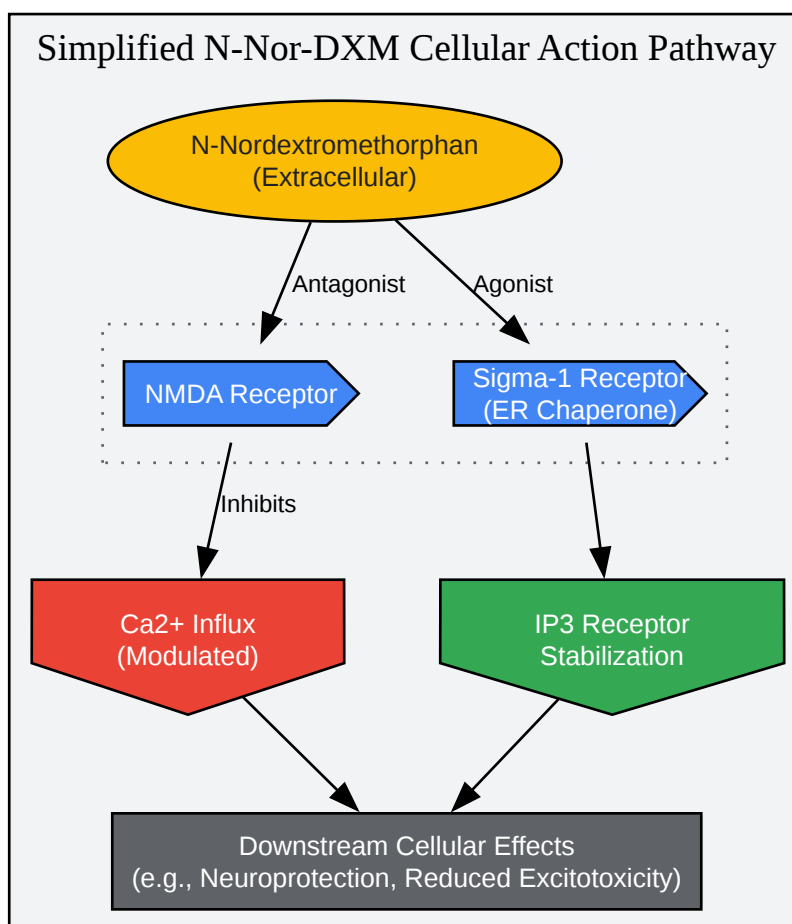 Simplified N-Nor-DXM Cellular Action Pathway
N-Nordextromethorphan
(Extracellular)
Antagonist
Agonist
NMDA Receptor
Sigma-1 Receptor
(ER Chaperone)
Inhibits
Ca2+ Influx
(Modulated)
IP3 Receptor
Stabilization
Downstream Cellular Effects
(e.g., Neuroprotection, Reduced Excitotoxicity)